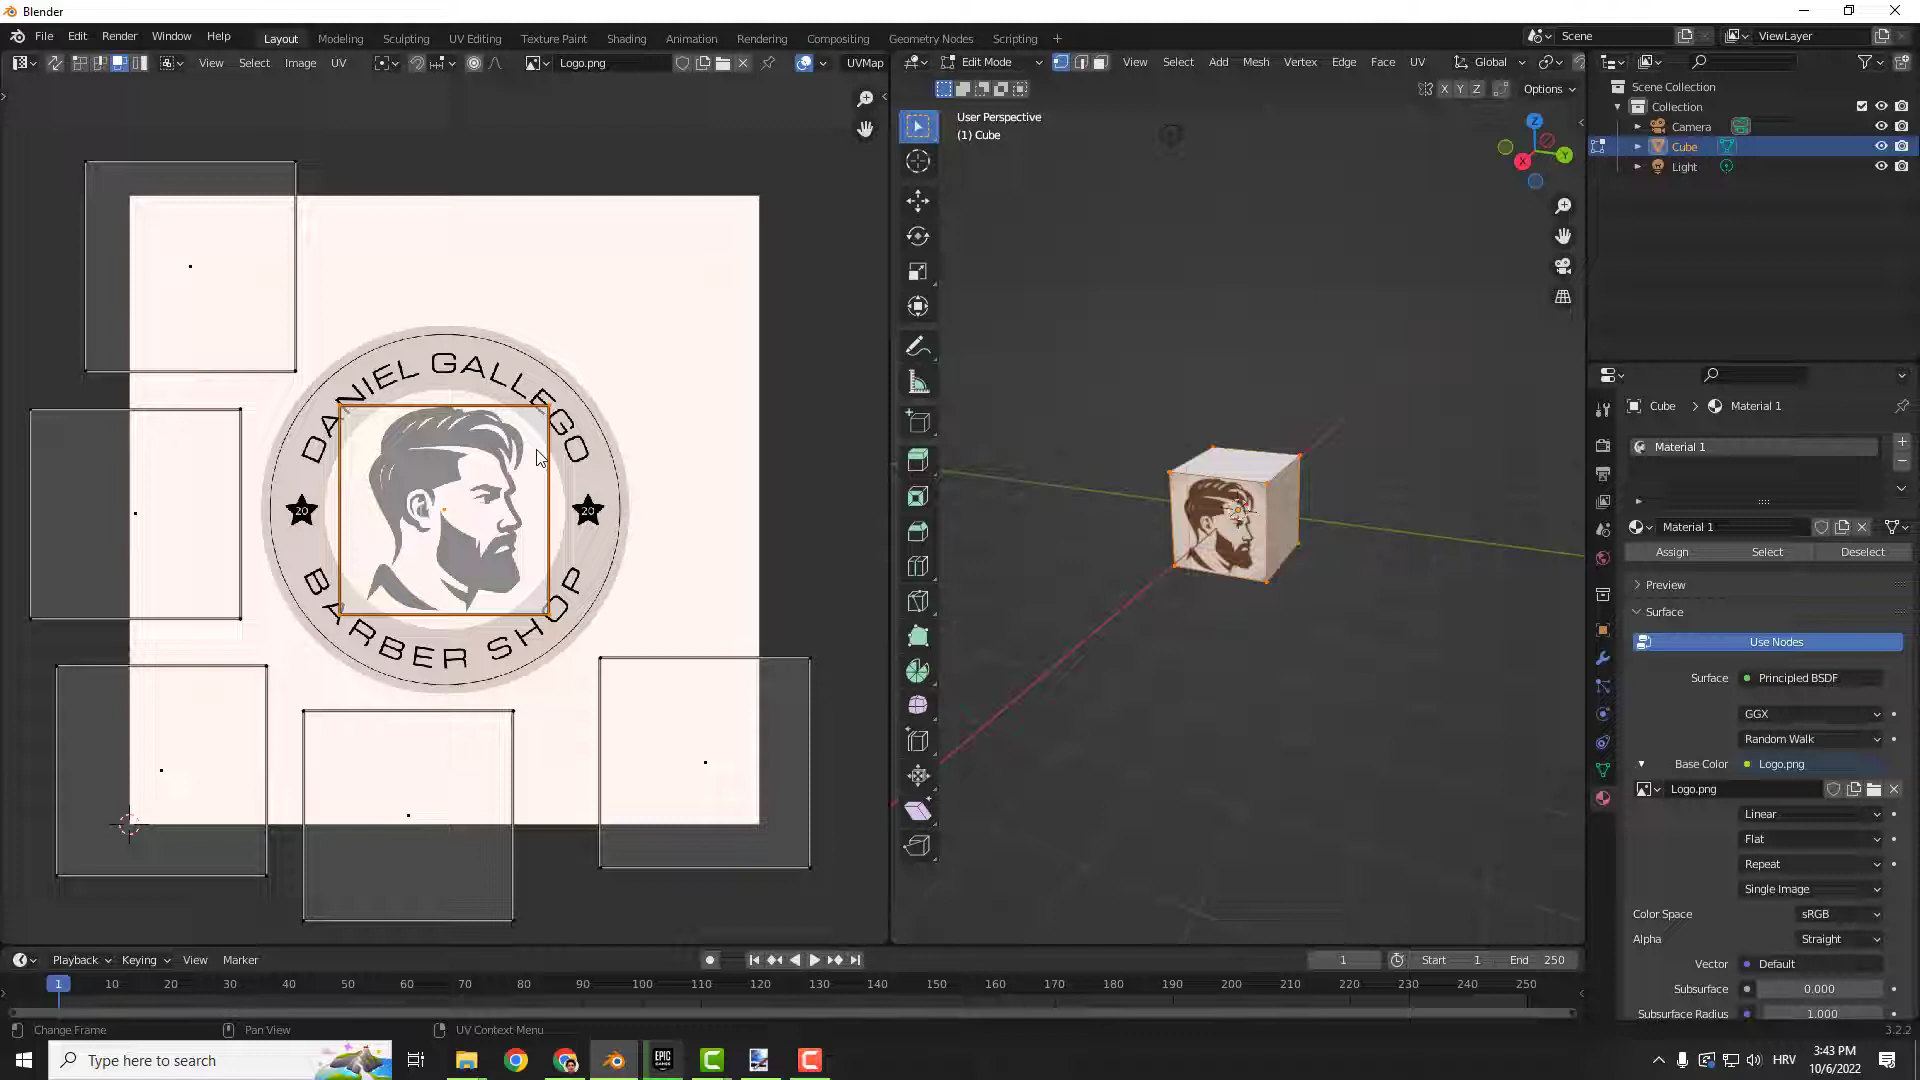 Blender
File Edit Render Window Help
Layout Modeling Sculpting UV Editing Texture Paint Shading Animation Rendering Compositing Geometry Nodes Scripting +
Scene
ViewLayer
View Select Image UV
Logo.png
UVMap
Edit Mode
View Select Add Mesh Vertex Edge Face UV
Global
X Y Z
Options
User Perspective
(1) Cube
Z
Y
X
Scene Collection
Collection
Camera
Cube
Light
DANIEL GALLEGO
20
20
BARBER SHOP
Cube > Material 1
Material 1
Material 1
Assign Select Deselect
Preview
Surface
Use Nodes
Surface Principled BSDF
GGX
Random Walk
Base Color Logo.png
Logo.png
Linear
Flat
Repeat
Single Image
Color Space sRGB
Alpha Straight
Vector Default
Subsurface 0.000
Subsurface Radius 1.000
Playback Keying View Marker
1 Start 1 End 250
1 10 20 30 40 50 60 70 80 90 100 110 120 130 140 150 160 170 180 190 200 210 220 230 240 250
Change Frame Pan View UV Context Menu
3.2.2
Type here to search
EPIC GAMES
HRV
3:43 PM
10/6/2022